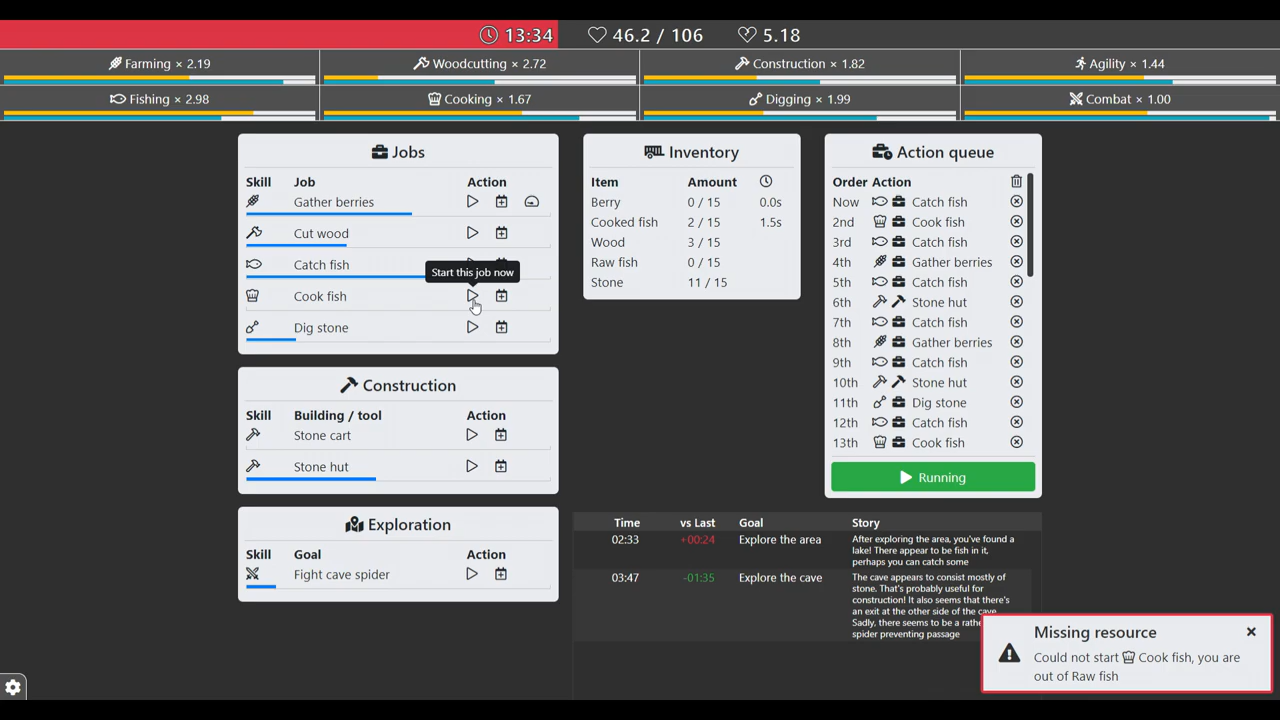 13:34 46.2 / 106 5.18
Farming × 2.19 Woodcutting × 2.72 Construction × 1.82 Agility × 1.44
Fishing × 2.98 Cooking × 1.67 Digging × 1.99 Combat × 1.00
Jobs
Skill Job Action
Gather berries
Cut wood
Catch fish
Start this job now
Cook fish
Dig stone
Construction
Skill Building / tool Action
Stone cart
Stone hut
Exploration
Skill Goal Action
Fight cave spider
Inventory
Item Amount
Berry 0 / 15 0.0s
Cooked fish 2 / 15 1.5s
Wood 3 / 15
Raw fish 0 / 15
Stone 11 / 15
Action queue
Order Action
Now Catch fish
2nd Cook fish
3rd Catch fish
4th Gather berries
5th Catch fish
6th Stone hut
7th Catch fish
8th Gather berries
9th Catch fish
10th Stone hut
11th Dig stone
12th Catch fish
13th Cook fish
Running
Time vs Last Goal Story
02:33 +00:24 Explore the area After exploring the area, you've found a
lake! There appear to be fish in it,
perhaps you can catch some
03:47 -01:35 Explore the cave The cave appears to consist mostly of
stone. That's probably useful for
construction! It also seems that there's
an exit at the other side of the cave.
Sadly, there seems to be a rathe
spider preventing passage
Missing resource
Could not start Cook fish, you are
out of Raw fish